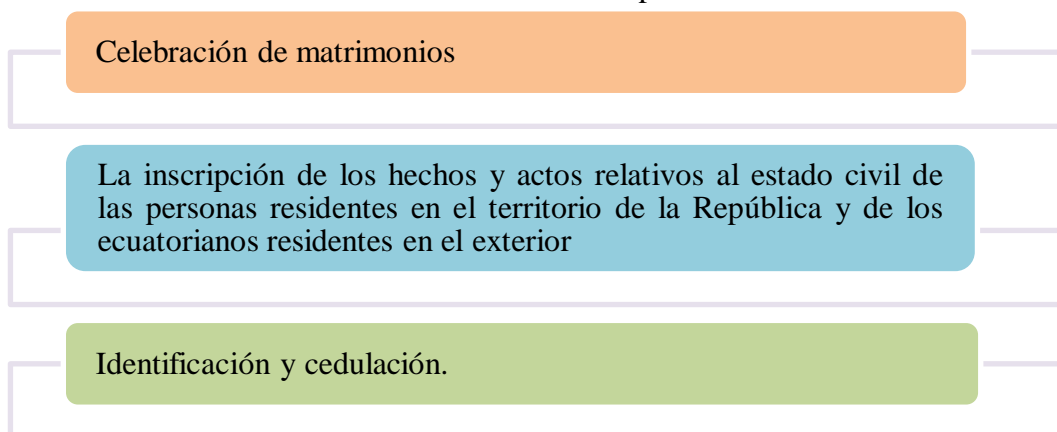 Celebración de matrimonios
La inscripción de los hechos y actos relativos al estado civil de
las personas residentes en el territorio de la República y de los
ecuatorianos residentes en el exterior
Identificación y cedulación.